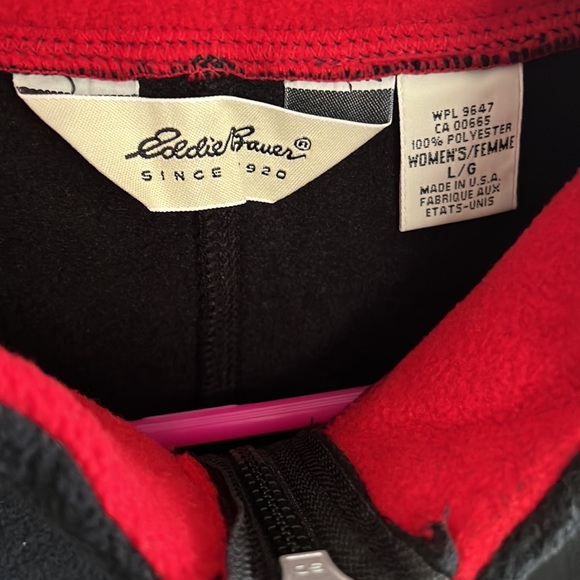 Eddie Bauer®
SINCE 1920
WPL 9647
CA 00665
100% POLYESTER
WOMEN'S/FEMME
L/G
MADE IN U.S.A.
FABRIQUE AUX
ETATS-UNIS